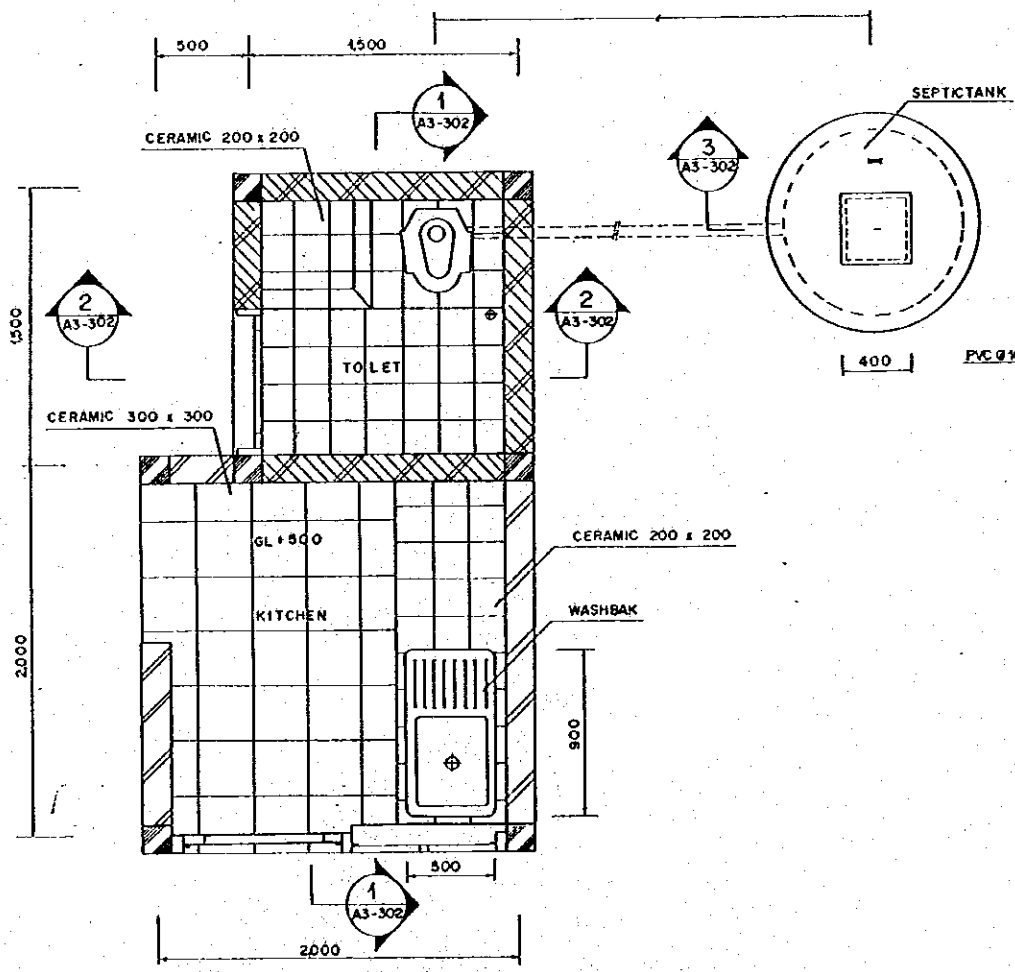 500
1,500
1
A3-302
SEPTICTANK
CERAMIC 200 x 200
3
A3-302
2
A3-302
2
A3-302
1,500
TOILET
400
PVC Ø1
CERAMIC 300 x 300
GL+500
CERAMIC 200 x 200
KITCHEN
WASHBAK
2,000
900
500
1
A3-302
2,000